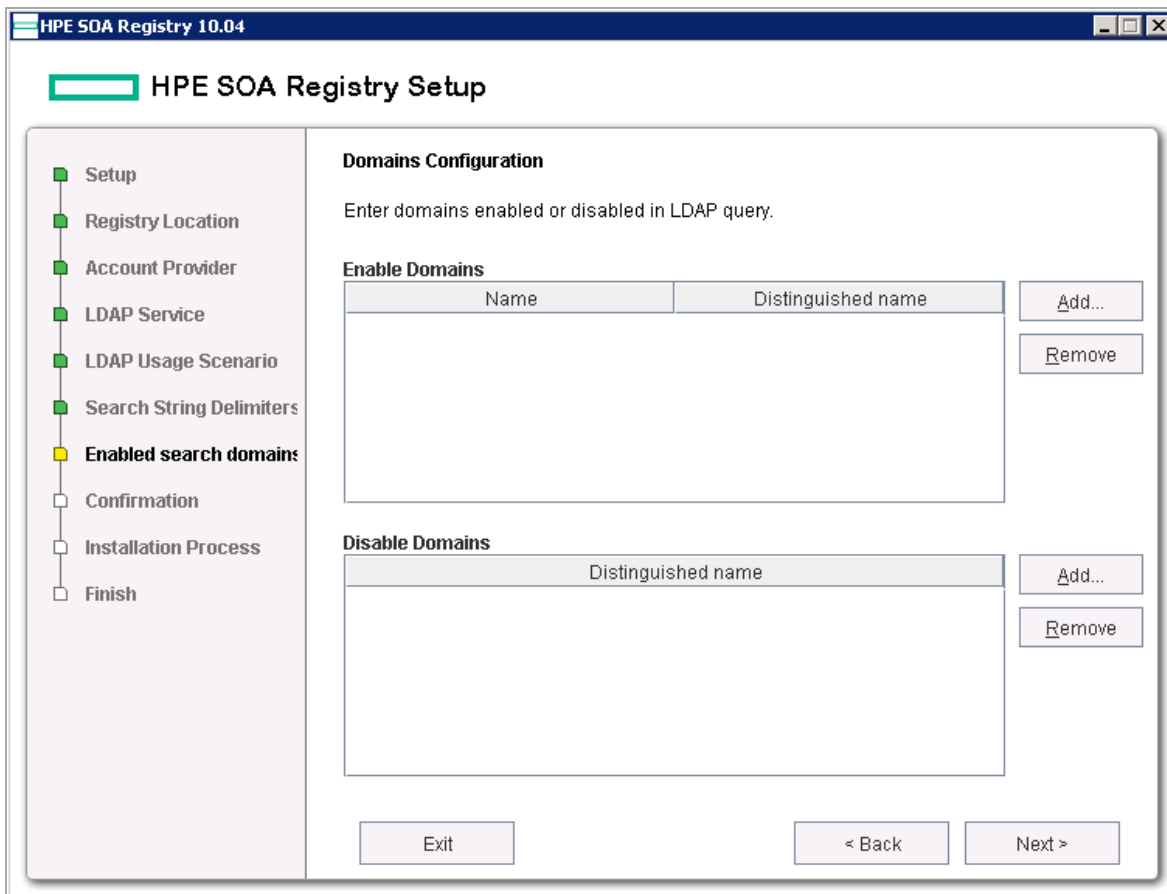 HPE SOA Registry 10.04
HPE SOA Registry Setup
Setup
Registry Location
Account Provider
LDAP Service
LDAP Usage Scenario
Search String Delimiters
Enabled search domains
Confirmation
Installation Process
Finish
Domains Configuration
Enter domains enabled or disabled in LDAP query.
Enable Domains
Name Distinguished name
Add...
Remove
Disable Domains
Distinguished name
Add...
Remove
Exit < Back Next >